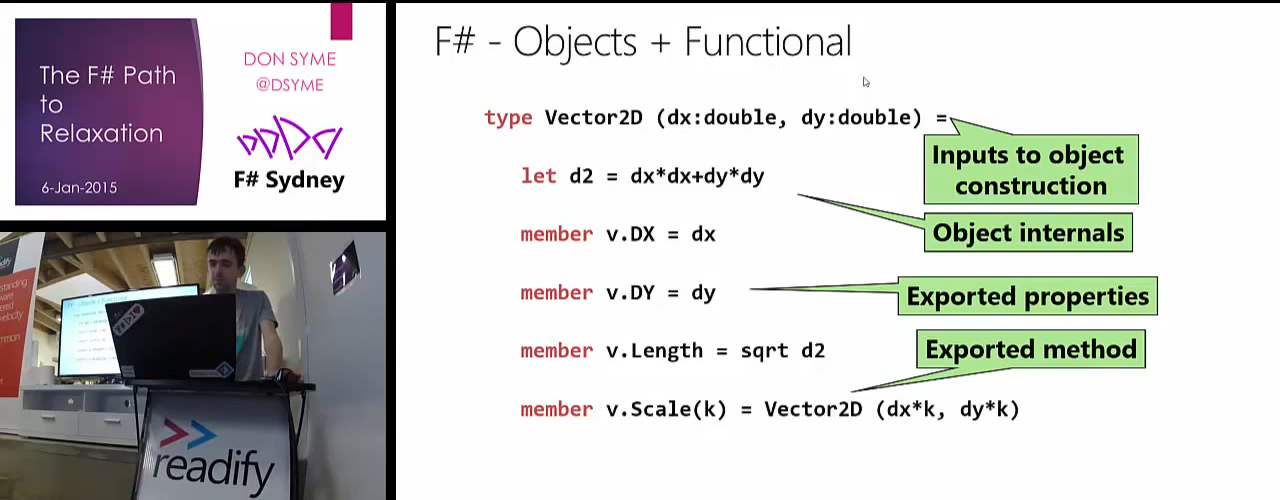 The F# Path
to
Relaxation
6-Jan-2015
DON SYME
@DSYME
F# Sydney
readify
F# - Objects + Functional
type Vector2D (dx:double, dy:double) =
Inputs to object
construction
let d2 = dx*dx+dy*dy
Object internals
member v.DX = dx
member v.DY = dy
Exported properties
member v.Length = sqrt d2
Exported method
member v.Scale(k) = Vector2D (dx*k, dy*k)